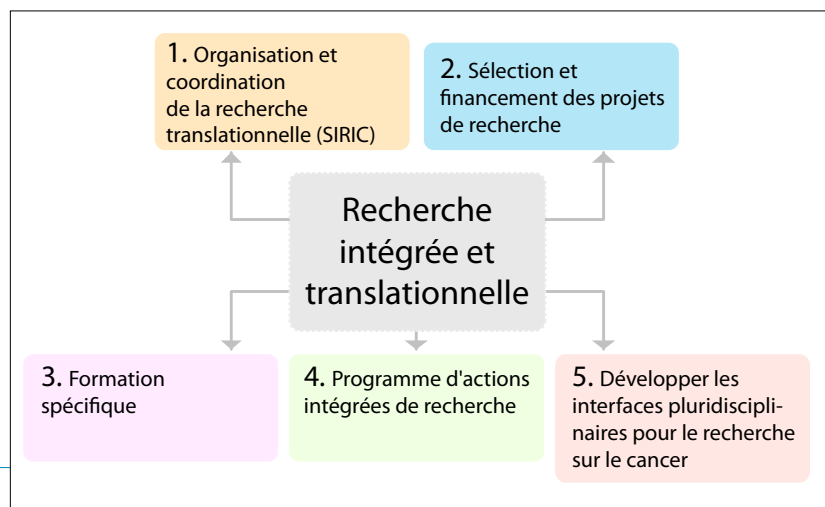 1. Organisation et
coordination
de la recherche
translationnelle (SIRIC)
2. Sélection et
financement des projets
de recherche
Recherche
intégrée et
translationnelle
3. Formation
spécifique
4. Programme d'actions
intégrées de recherche
5. Développer les
interfaces pluridiscipli-
naires pour le recherche
sur le cancer